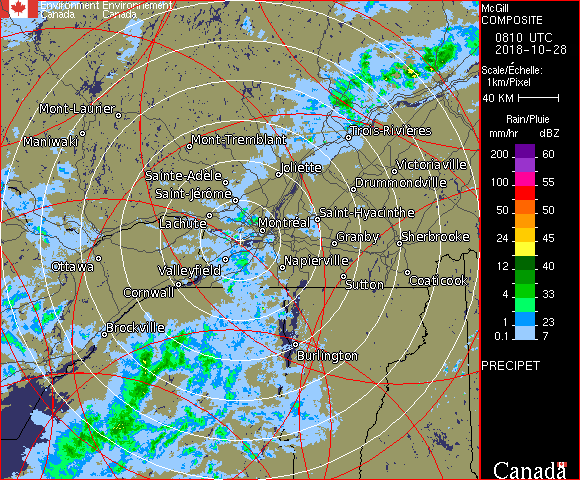 Environment Environnement
Canada Canada
McGill
COMPOSITE
0810 UTC
2018-10-28
Scale/Échelle:
1km/Pixel
40 KM
Rain/Pluie
mm/hr dBZ
200 60
100 55
50 50
24 45
12 40
4 33
1 23
0.1 7
PRECIPET
Canada
Mont-Laurier
Maniwaki
Mont-Tremblant
Trois-Rivières
Joliette
Victoriaville
Sainte-Adèle
Drummondville
Saint-Jérôme
Lachute
Saint-Hyacinthe
Montréal
Granby
Sherbrooke
Ottawa
Valleyfield
Napierville
Cornwall
Sutton
Coaticook
Brockville
Burlington